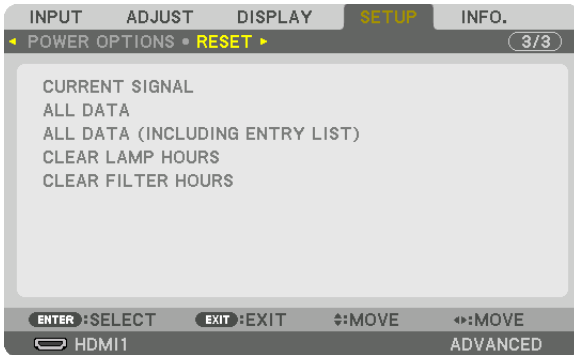 INPUT ADJUST DISPLAY SETUP INFO.
POWER OPTIONS • RESET 3/3
CURRENT SIGNAL
ALL DATA
ALL DATA (INCLUDING ENTRY LIST)
CLEAR LAMP HOURS
CLEAR FILTER HOURS
ENTER :SELECT EXIT :EXIT :MOVE :MOVE
HDMI1 ADVANCED